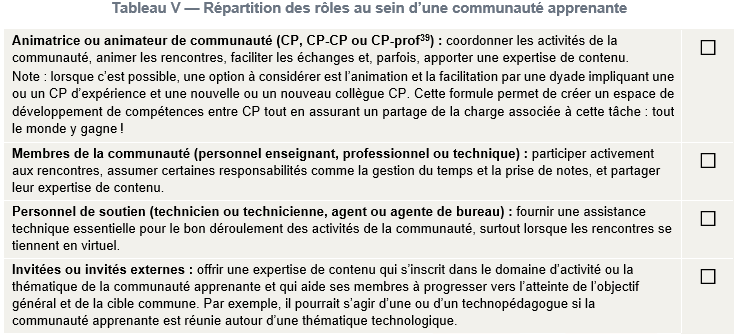 Tableau V — Répartition des rôles au sein d’une communauté apprenante
Animatrice ou animateur de communauté (CP, CP-CP ou CP-prof³⁹) : coordonner les activités de la
communauté, animer les rencontres, faciliter les échanges et, parfois, apporter une expertise de contenu.
Note : lorsque c’est possible, une option à considérer est l’animation et la facilitation par une dyade impliquant une
ou un CP d’expérience et une nouvelle ou un nouveau collègue CP. Cette formule permet de créer un espace de
développement de compétences entre CP tout en assurant un partage de la charge associée à cette tâche : tout
le monde y gagne !
Membres de la communauté (personnel enseignant, professionnel ou technique) : participer activement
aux rencontres, assumer certaines responsabilités comme la gestion du temps et la prise de notes, et partager
leur expertise de contenu.
Personnel de soutien (technicien ou technicienne, agent ou agente de bureau) : fournir une assistance
technique essentielle pour le bon déroulement des activités de la communauté, surtout lorsque les rencontres se
tiennent en virtuel.
Invitées ou invités externes : offrir une expertise de contenu qui s’inscrit dans le domaine d’activité ou la
thématique de la communauté apprenante et qui aide ses membres à progresser vers l’atteinte de l’objectif
général et de la cible commune. Par exemple, il pourrait s’agir d’une ou d’un technopédagogue si la
communauté apprenante est réunie autour d’une thématique technologique.